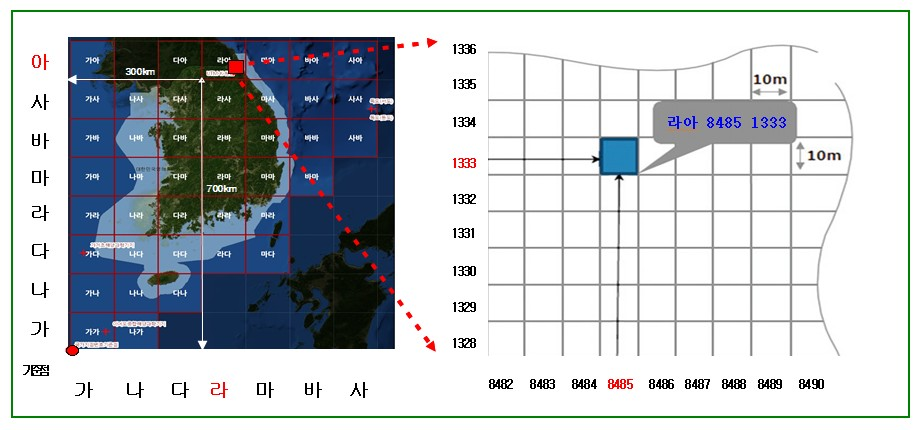 아
사
바
마
라
다
나
가
기준점
가 나 다 라 마 바 사
가아 다아 라아 마아 바아 사아
300km
가사 나사 다사 라사 마사 바사 사사
가바 나바 다바 라바 마바 바바 사바
가마 나마 다마 라마 마마 바마
700km
가라 나라 다라 라라 마라
가다 나다 다다 라다 마다
가나 나나 다나
가가 나가
1336
1335
1334
1333
1332
1331
1330
1329
1328
10m
라아 8485 1333
10m
8482 8483 8484 8485 8486 8487 8488 8489 8490